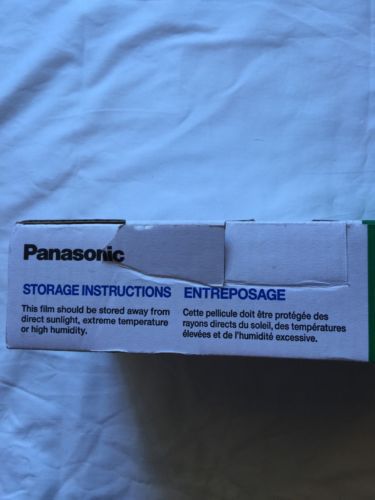 Panasonic
STORAGE INSTRUCTIONS
This film should be stored away from
direct sunlight, extreme temperature
or high humidity.
ENTREPOSAGE
Cette pellicule doit être protégée des
rayons directs du soleil, des températures
élevées et de l'humidité excessive.